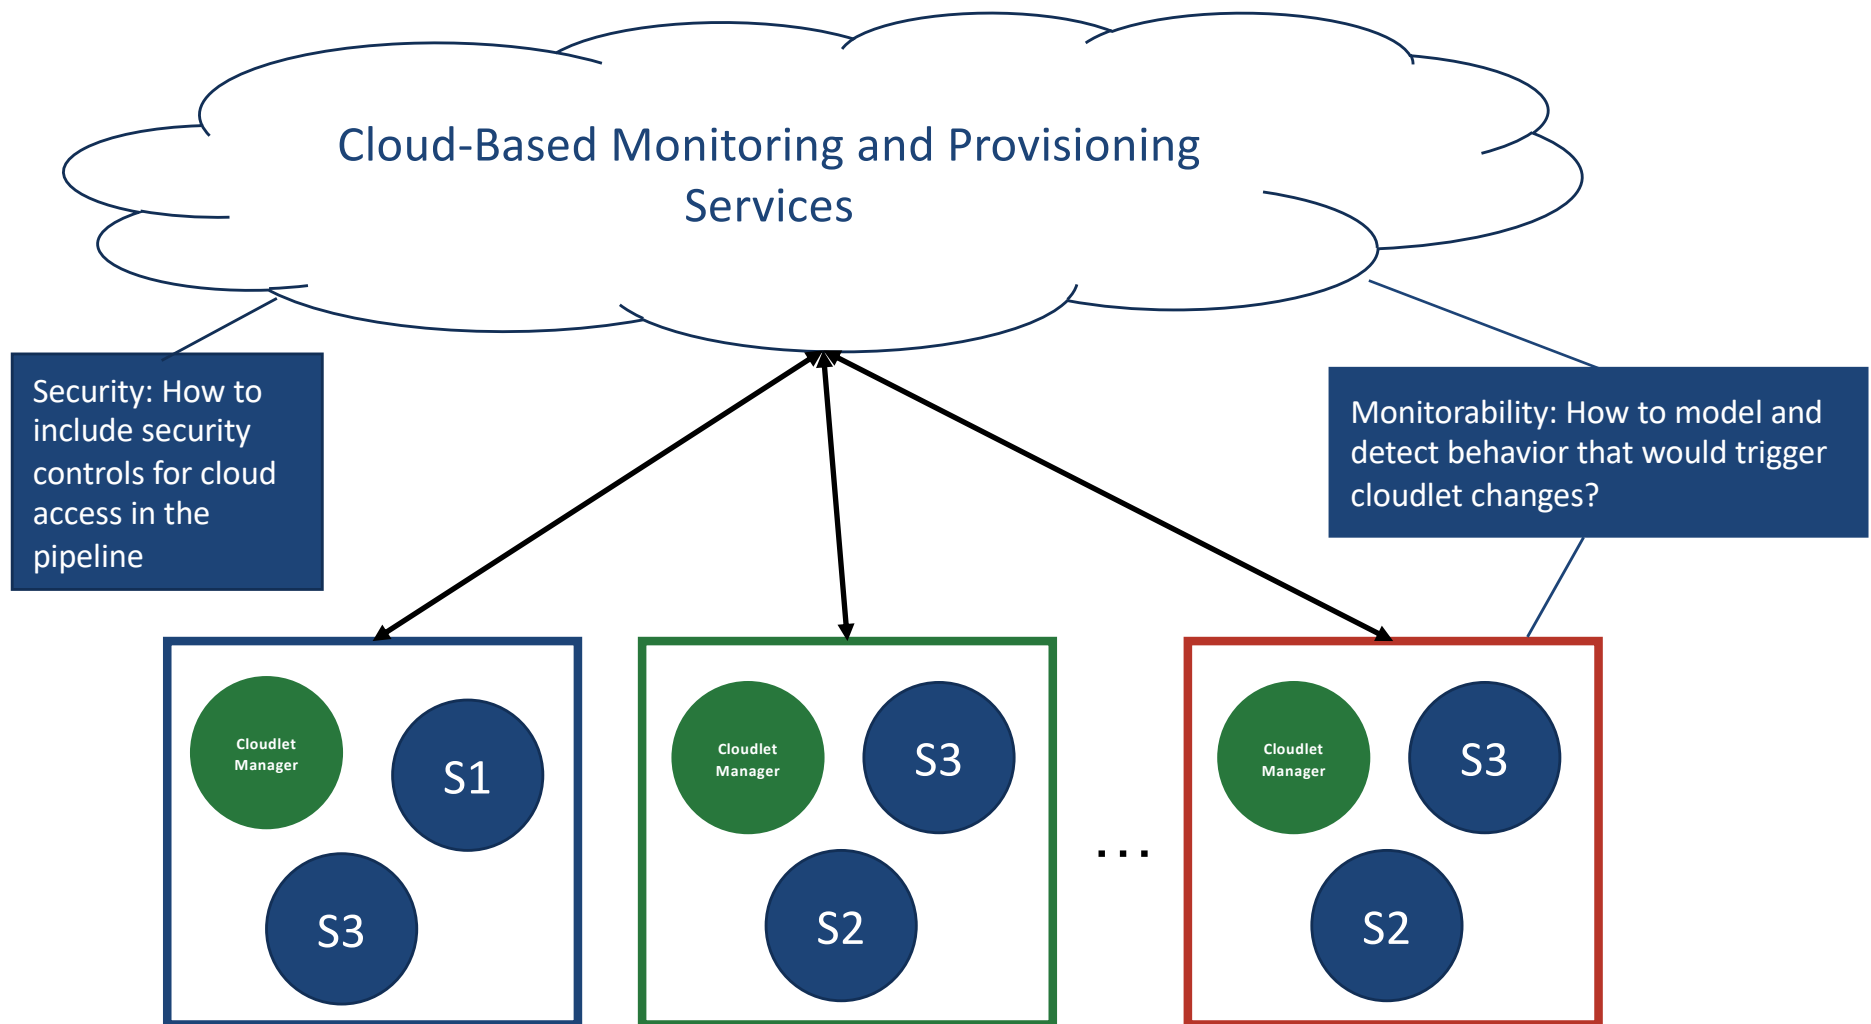 Cloud-Based Monitoring and Provisioning
Services
Security: How to
include security
controls for cloud
access in the
pipeline
Monitorability: How to model and
detect behavior that would trigger
cloudlet changes?
Cloudlet
Manager
S1
S3
Cloudlet
Manager
S3
S2
...
Cloudlet
Manager
S3
S2